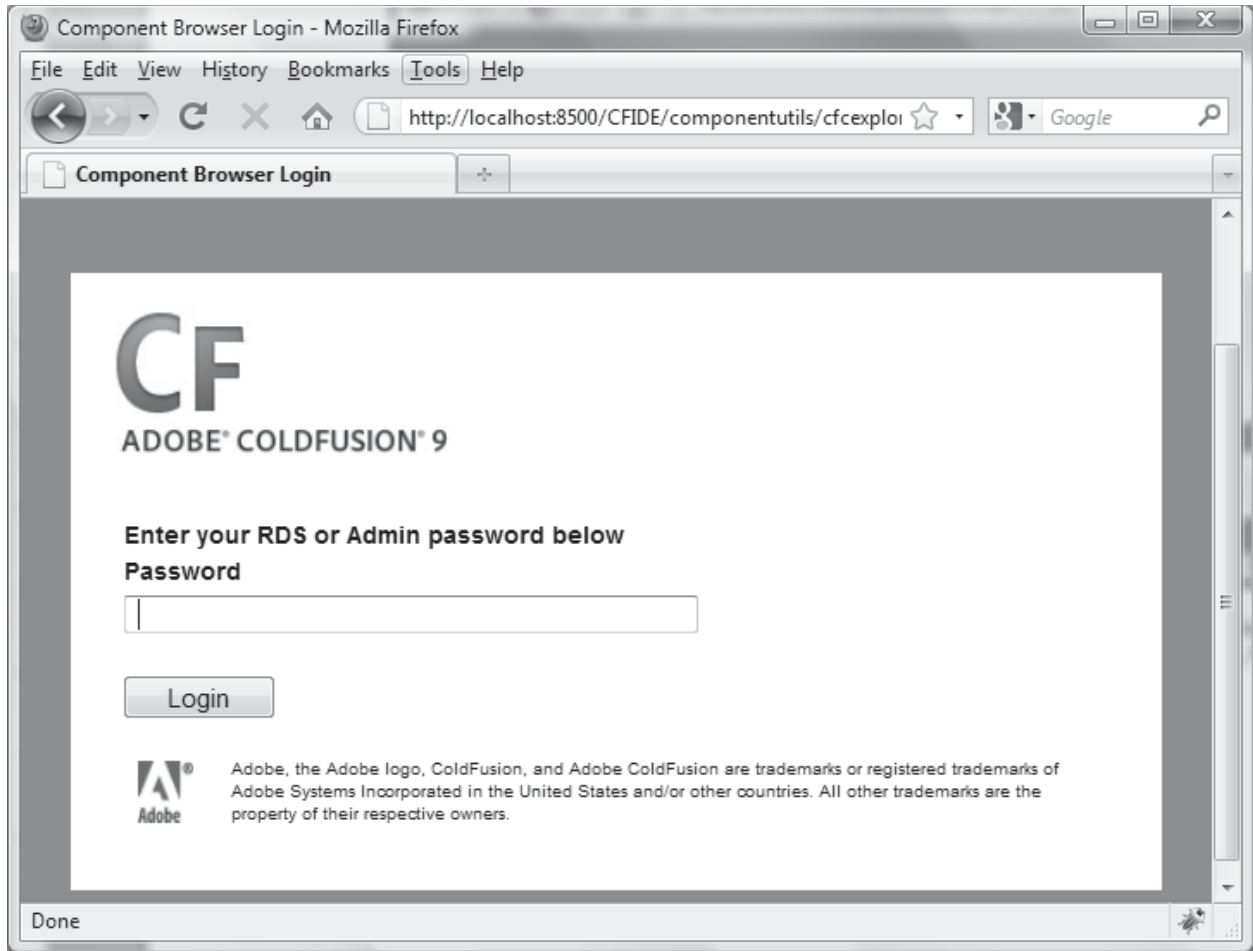 Component Browser Login - Mozilla Firefox
File Edit View History Bookmarks Tools Help
http://localhost:8500/CFIDE/componentutils/cfcexplo
Google
Component Browser Login
CF
ADOBE® COLDFUSION® 9
Enter your RDS or Admin password below
Password
Login
Adobe, the Adobe logo, ColdFusion, and Adobe ColdFusion are trademarks or registered trademarks of
Adobe Systems Incorporated in the United States and/or other countries. All other trademarks are the
property of their respective owners.
®
Adobe
Done